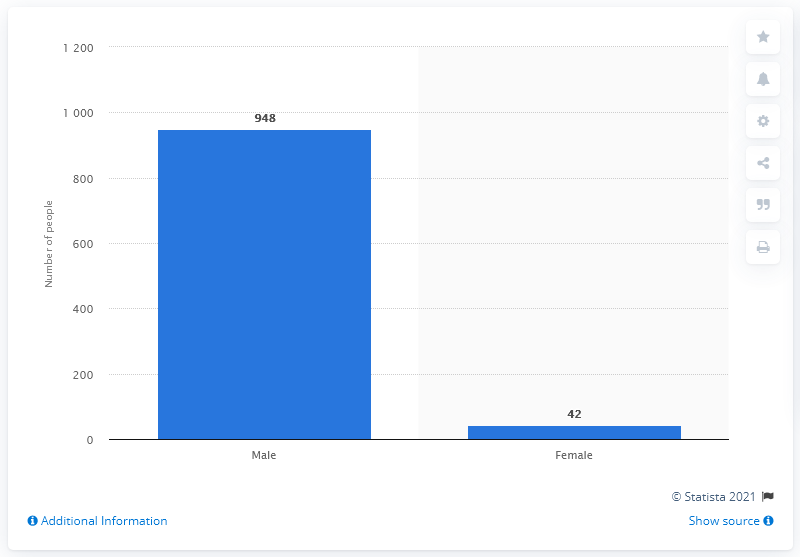 1 200
1 000
800
600
400
200
0
Number of people
948
42
Male
Female
© Statista 2021
Additional Information
Show source